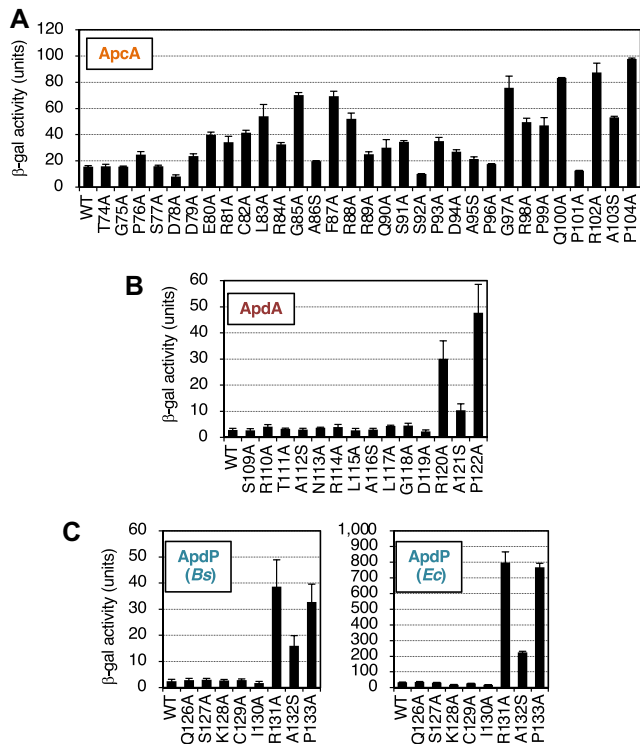 A
ApcA
β-gal activity (units)
120
100
80
60
40
20
0
WT T74A G75A P76A S77A D78A D79A E80A R81A C82A L83A R84A G85A A86S F87A R88A R89A Q90A S91A S92A P93A D94A A95S P96A G97A R98A P99A Q100A P101A R102A A103S P104A
B
ApdA
β-gal activity (units)
60
50
40
30
20
10
0
WT S109A R110A T111A A112S N113A R114A L115A A116S L117A G118A D119A R120A A121S P122A
C
ApdP
(Bs)
β-gal activity (units)
60
50
40
30
20
10
0
WT Q126A S127A K128A C129A I130A R131A A132S P133A
ApdP
(Ec)
1,000
900
800
700
600
500
400
300
200
100
0
WT Q126A S127A K128A C129A I130A R131A A132S P133A